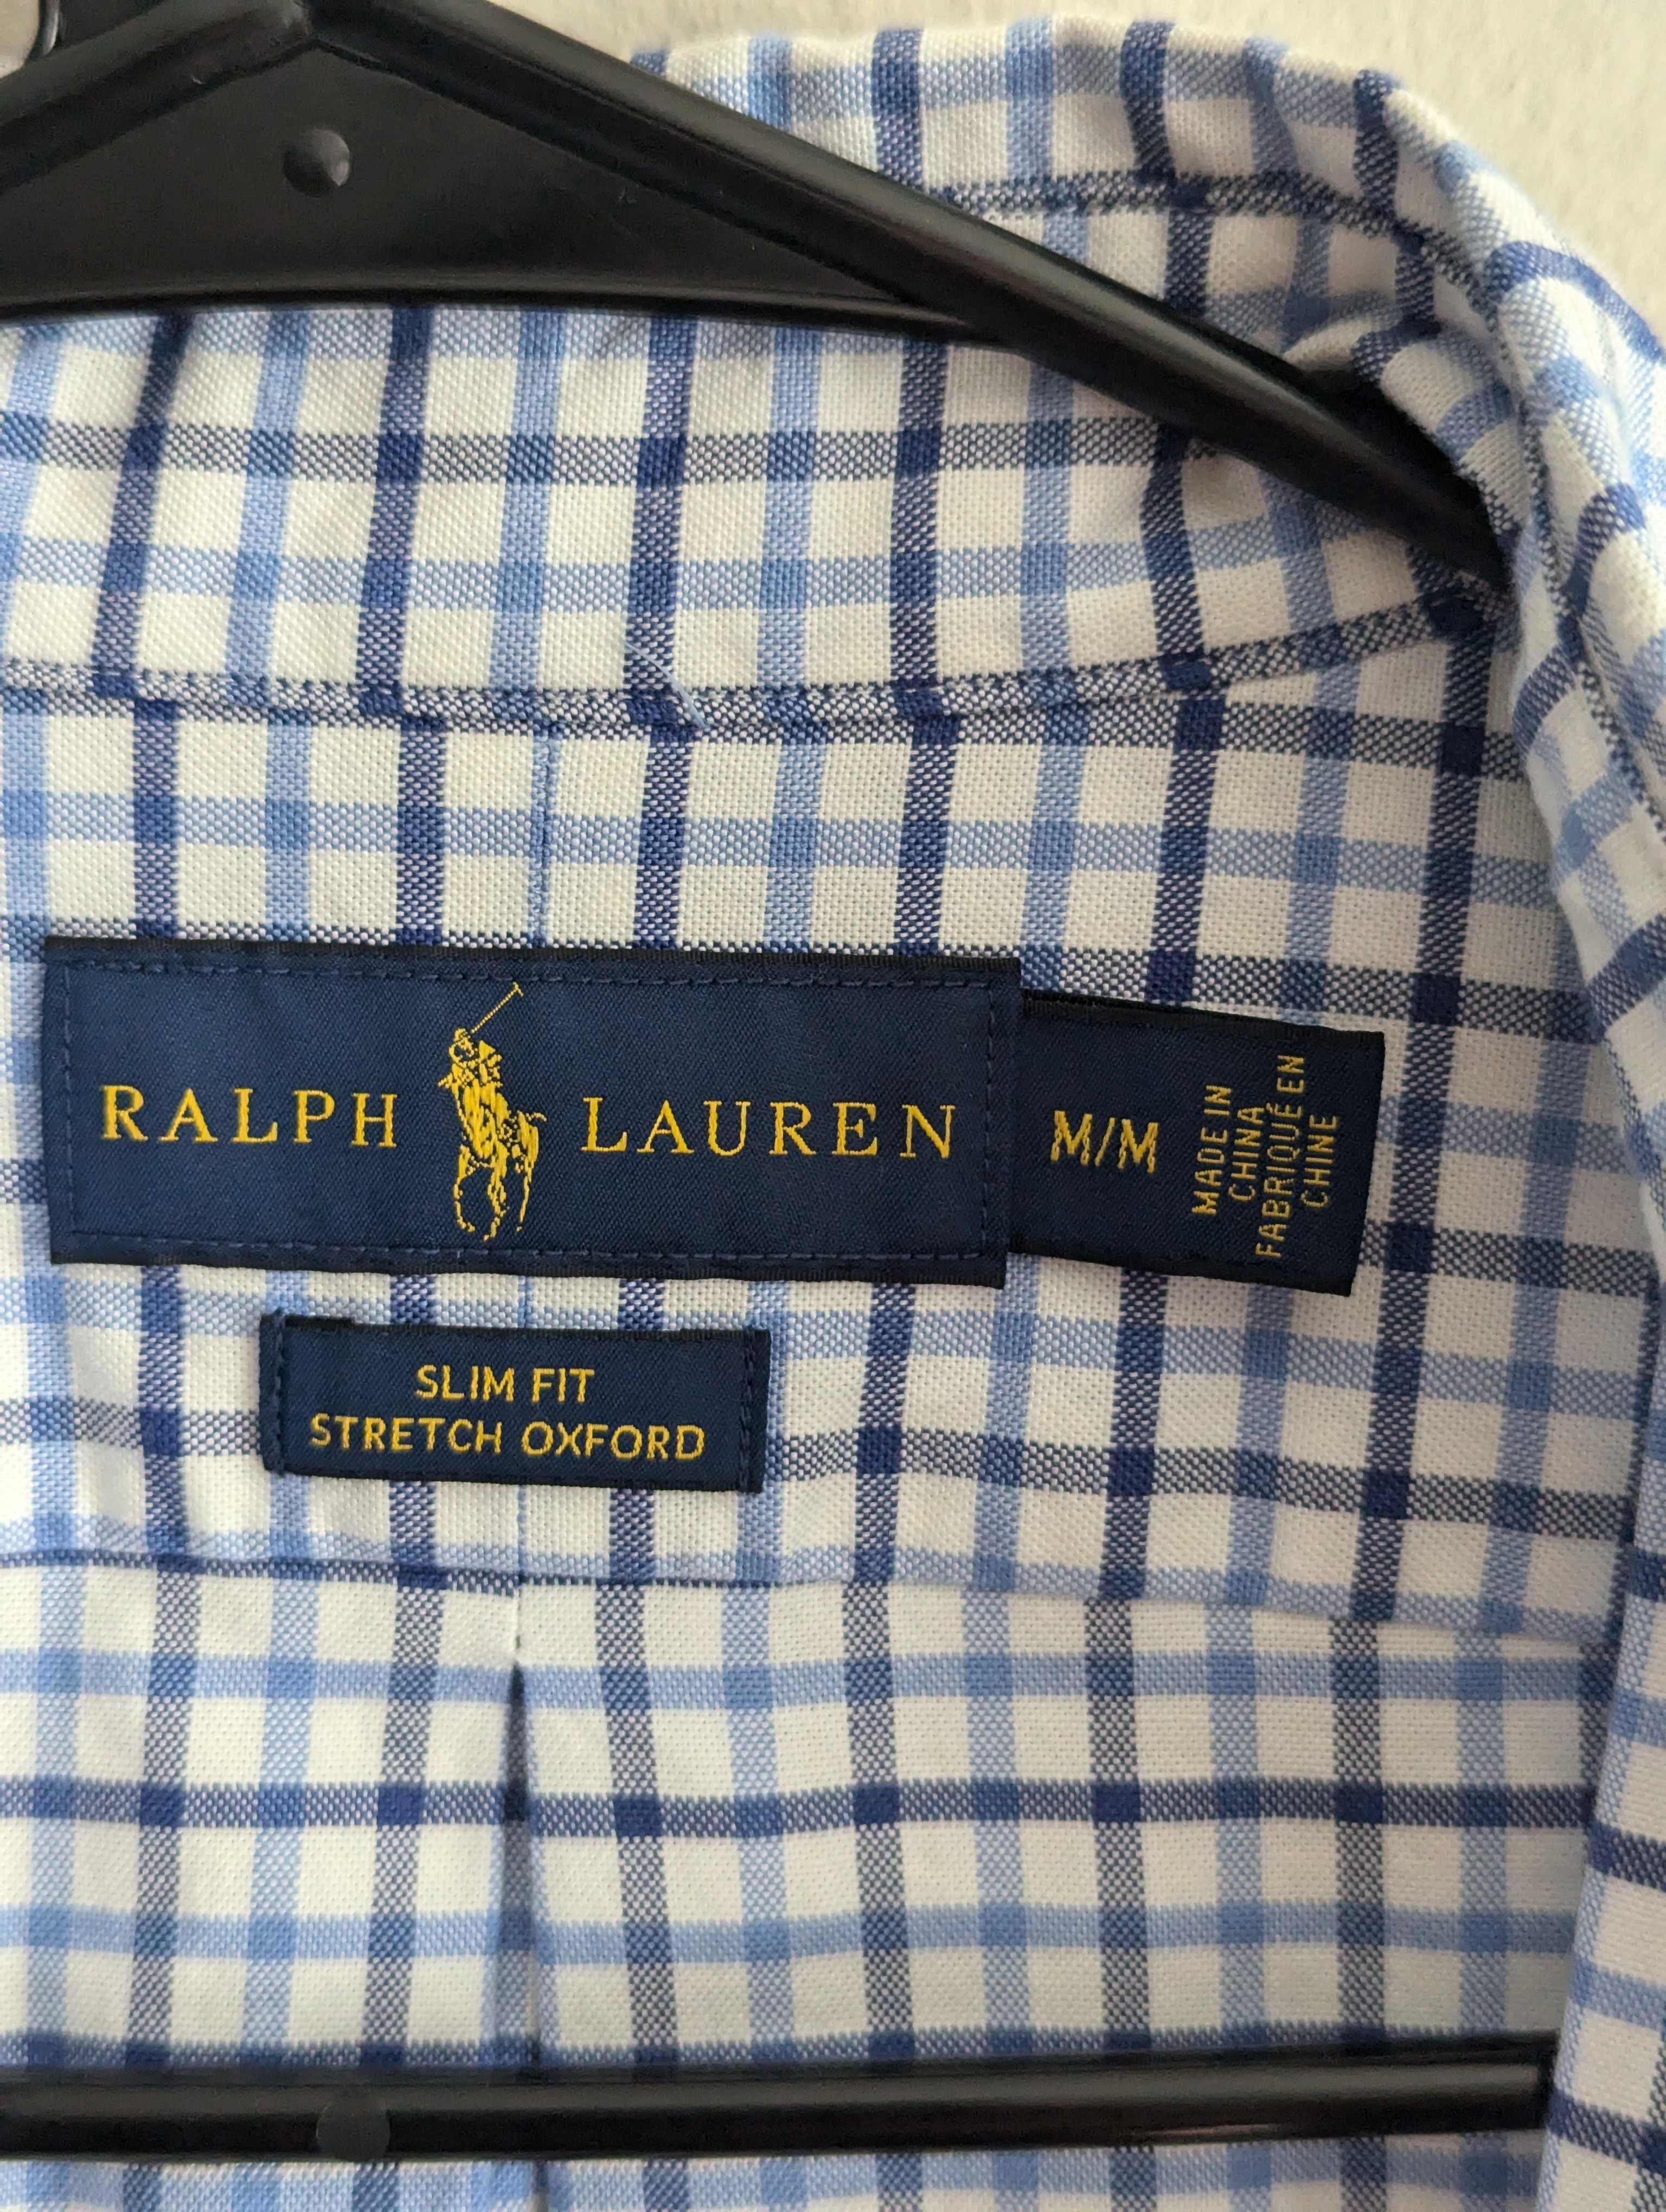 RALPH LAUREN
M/M
MADE IN
CHINA
FABRIQUÉ EN
CHINE
SLIM FIT
STRETCH OXFORD